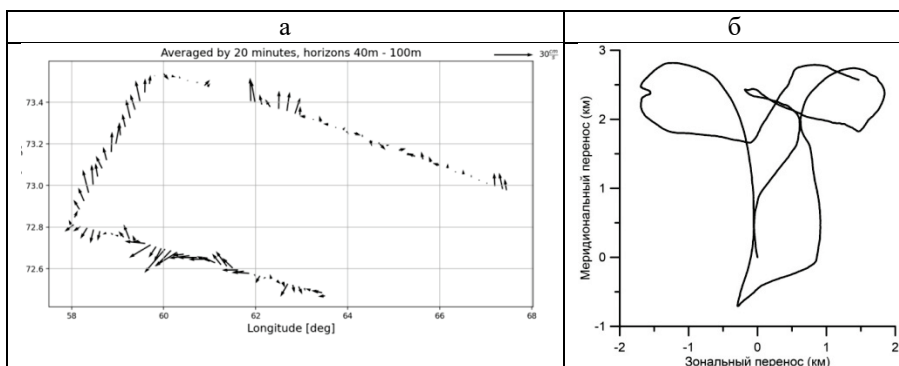 а
б
Averaged by 20 minutes, horizons 40m - 100m
30 cm/s
73.4
73.2
73.0
72.8
72.6
58 60 62 64 66 68
Longitude [deg]
3
2
1
0
-1
Меридиональный перенос (км)
-2 -1 0 1 2
Зональный перенос (км)